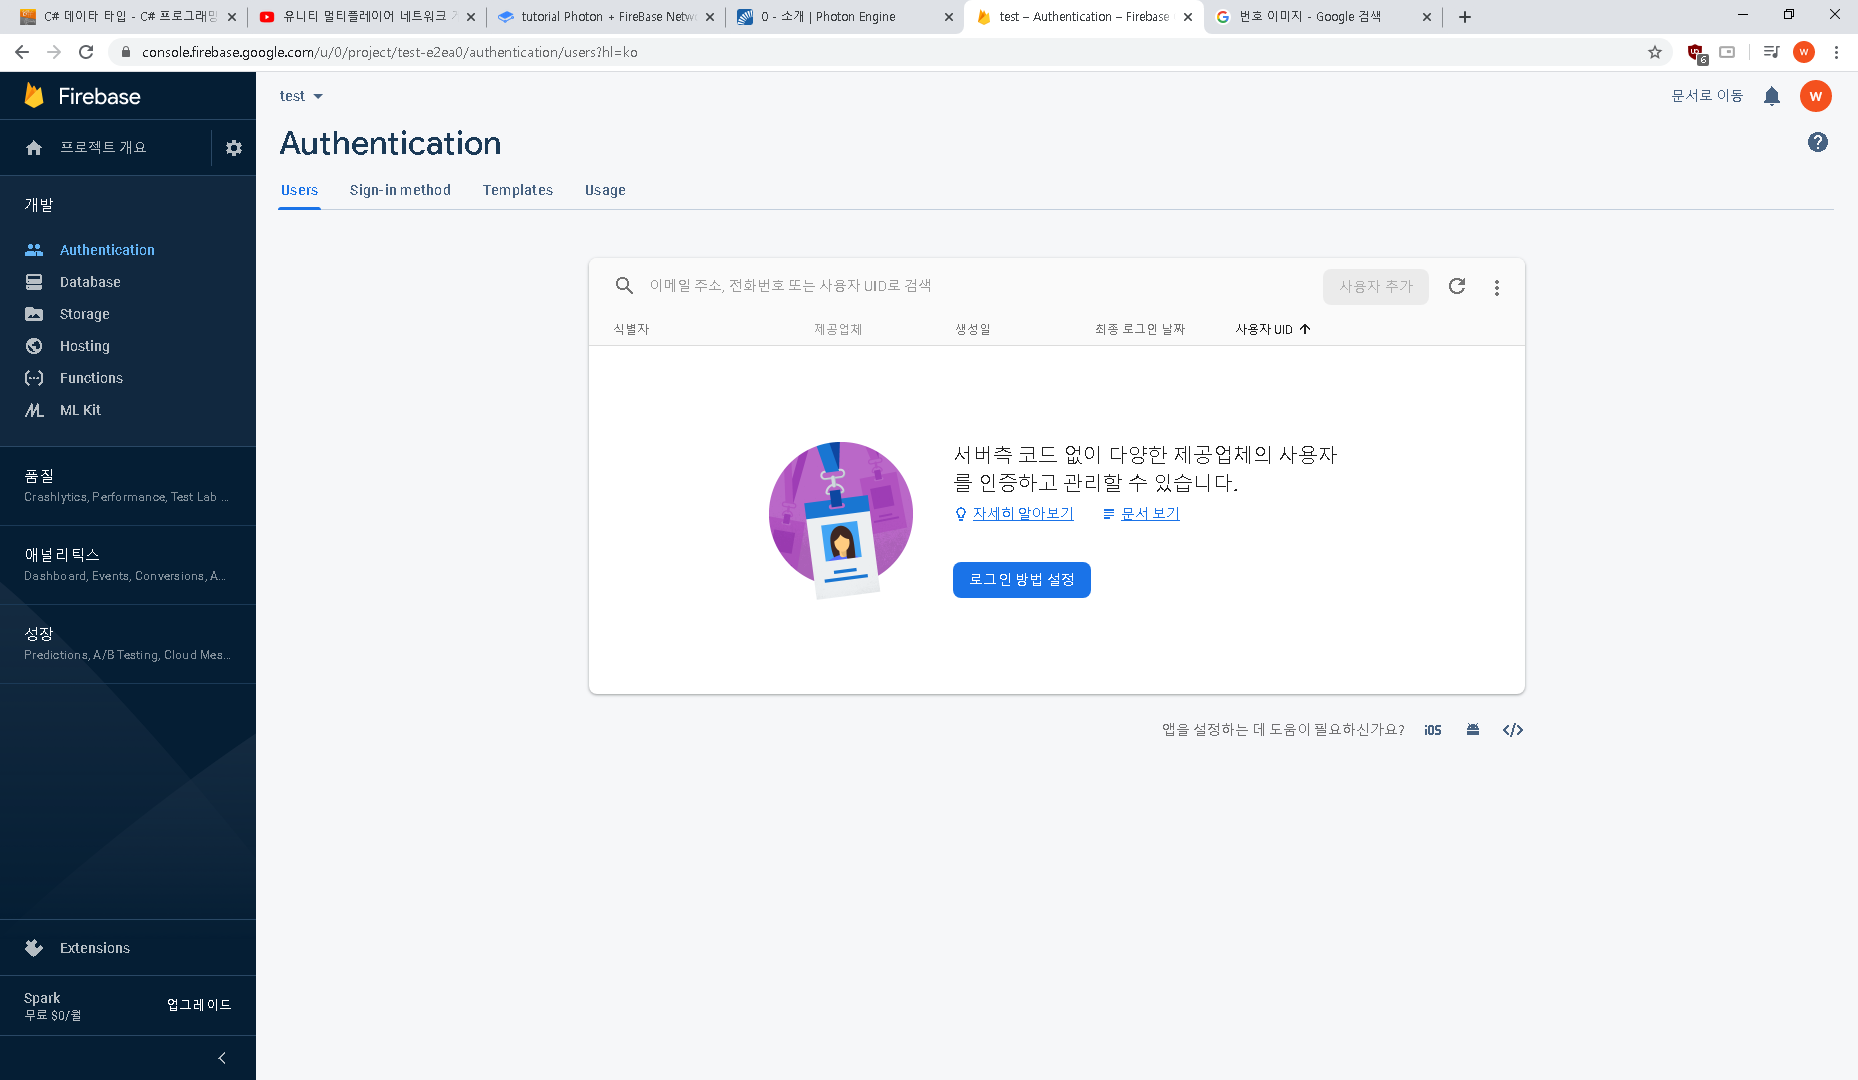 C# 데이타 타입 - C# 프로그래밍
유니티 멀티플레이어 네트워크
tutorial Photon + FireBase Netw
0 - 소개 | Photon Engine
test – Authentication – Firebase
번호 이미지 - Google 검색
console.firebase.google.com/u/0/project/test-e2ea0/authentication/users?hl=ko
6
w
Firebase
test
문서로 이동
w
프로젝트 개요
Authentication
Users
Sign-in method
Templates
Usage
개발
Authentication
Database
Storage
Hosting
Functions
ML Kit
품질
Crashlytics, Performance, Test Lab ...
애널리틱스
Dashboard, Events, Conversions, A...
성장
Predictions, A/B Testing, Cloud Mes...
Extensions
Spark
무료 $0/월
업그레이드
이메일 주소, 전화번호 또는 사용자 UID로 검색
사용자 추가
식별자
제공업체
생성일
최종 로그인 날짜
사용자 UID
서버측 코드 없이 다양한 제공업체의 사용자
를 인증하고 관리할 수 있습니다.
자세히 알아보기
문서 보기
로그인 방법 설정
앱을 설정하는 데 도움이 필요하신가요?
iOS